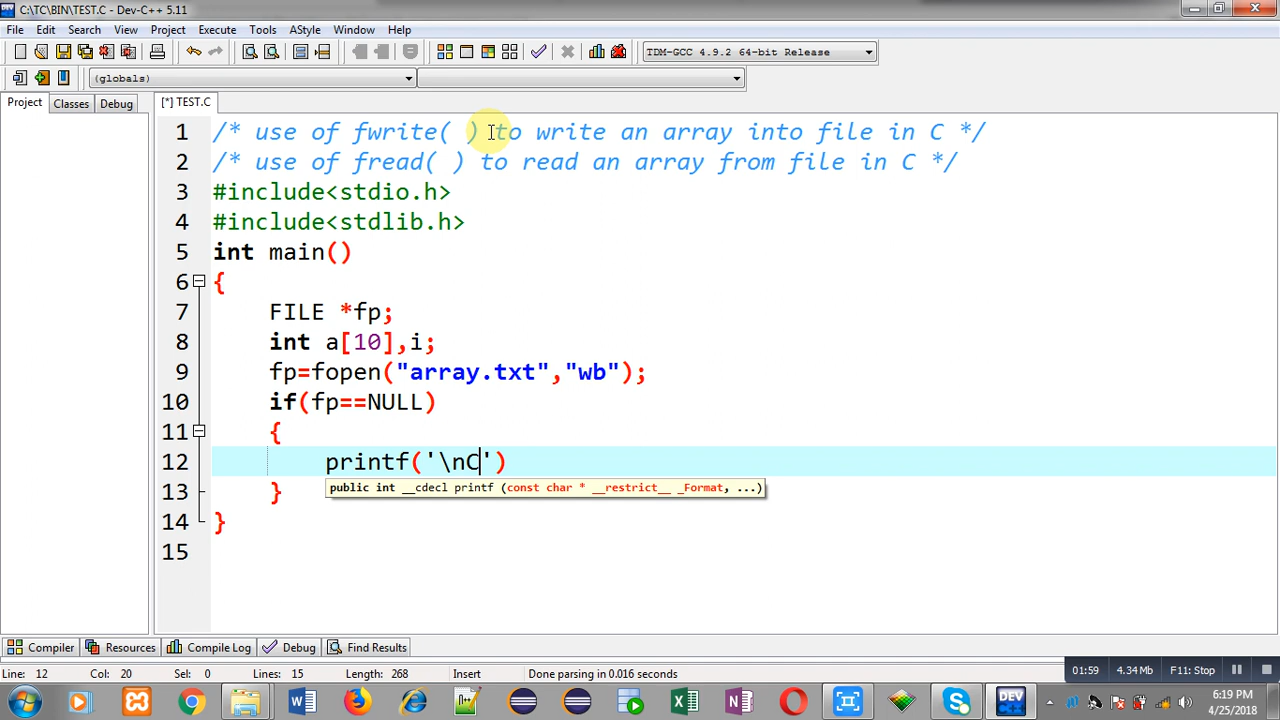 C:\TC\BIN\TEST.C - Dev-C++ 5.11
File Edit Search View Project Execute Tools AStyle Window Help
TDM-GCC 4.9.2 64-bit Release
(globals)
Project Classes Debug [*] TEST.C
1 /* use of fwrite( ) to write an array into file in C */
2 /* use of fread( ) to read an array from file in C */
3 #include<stdio.h>
4 #include<stdlib.h>
5 int main()
6 {
7 FILE *fp;
8 int a[10],i;
9 fp=fopen("array.txt","wb");
10 if(fp==NULL)
11 {
12 printf('\nC')
public int __cdecl printf (const char * __restrict__ _Format, ...)
13 }
14 }
15
Compiler Resources Compile Log Debug Find Results
Line: 12 Col: 20 Sel: 0 Lines: 15 Length: 268 Insert Done parsing in 0.016 seconds
01:59 4.34 Mb F11: Stop
DEV
6:19 PM
4/25/2018